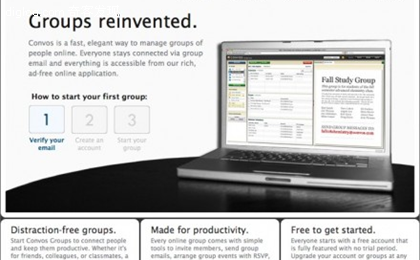 Groups reinvented.
Convos is a fast, elegant way to manage groups of
people online. Everyone stays connected via group
email and everything is accessible from our rich,
ad-free online application.
How to start your first group:
1 2 3
Verify your email Create an account Start your group
Fall Study Group
Distraction-free groups.
Start Convos Groups to connect people
and keep them productive. Whether it's
for friends, colleagues, or classmates, a
Made for productivity.
Every online group comes with simple
tools to invite members, send group
emails, arrange group events with RSVP,
Free to get started.
Everyone starts with a free account that
is fully featured with no trial period.
Upgrade your account or groups at any